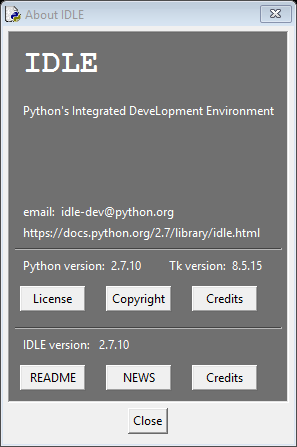 About IDLE
IDLE
Python's Integrated DeveLopment Environment
email: idle-dev@python.org
https://docs.python.org/2.7/library/idle.html
Python version: 2.7.10 Tk version: 8.5.15
License Copyright Credits
IDLE version: 2.7.10
README NEWS Credits
Close